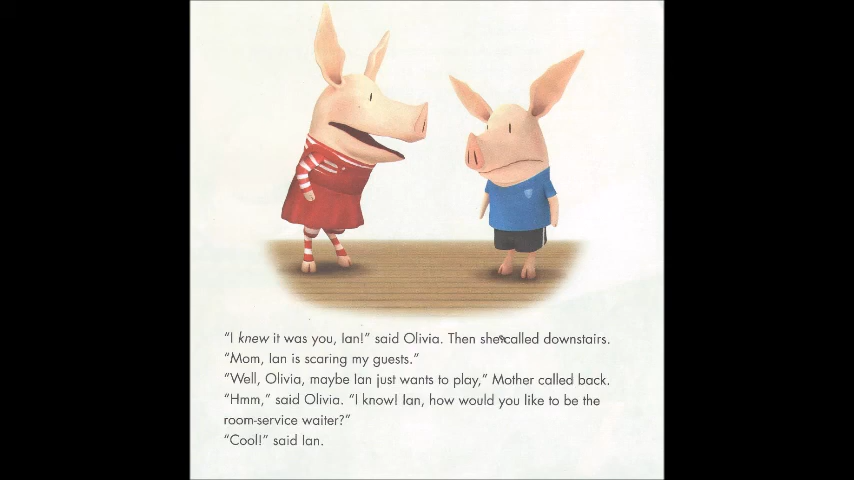 “I knew it was you, Ian!” said Olivia. Then she called downstairs.
“Mom, Ian is scaring my guests.”
“Well, Olivia, maybe Ian just wants to play,” Mother called back.
“Hmm,” said Olivia. “I know! Ian, how would you like to be the
room-service waiter?”
“Cool!” said Ian.